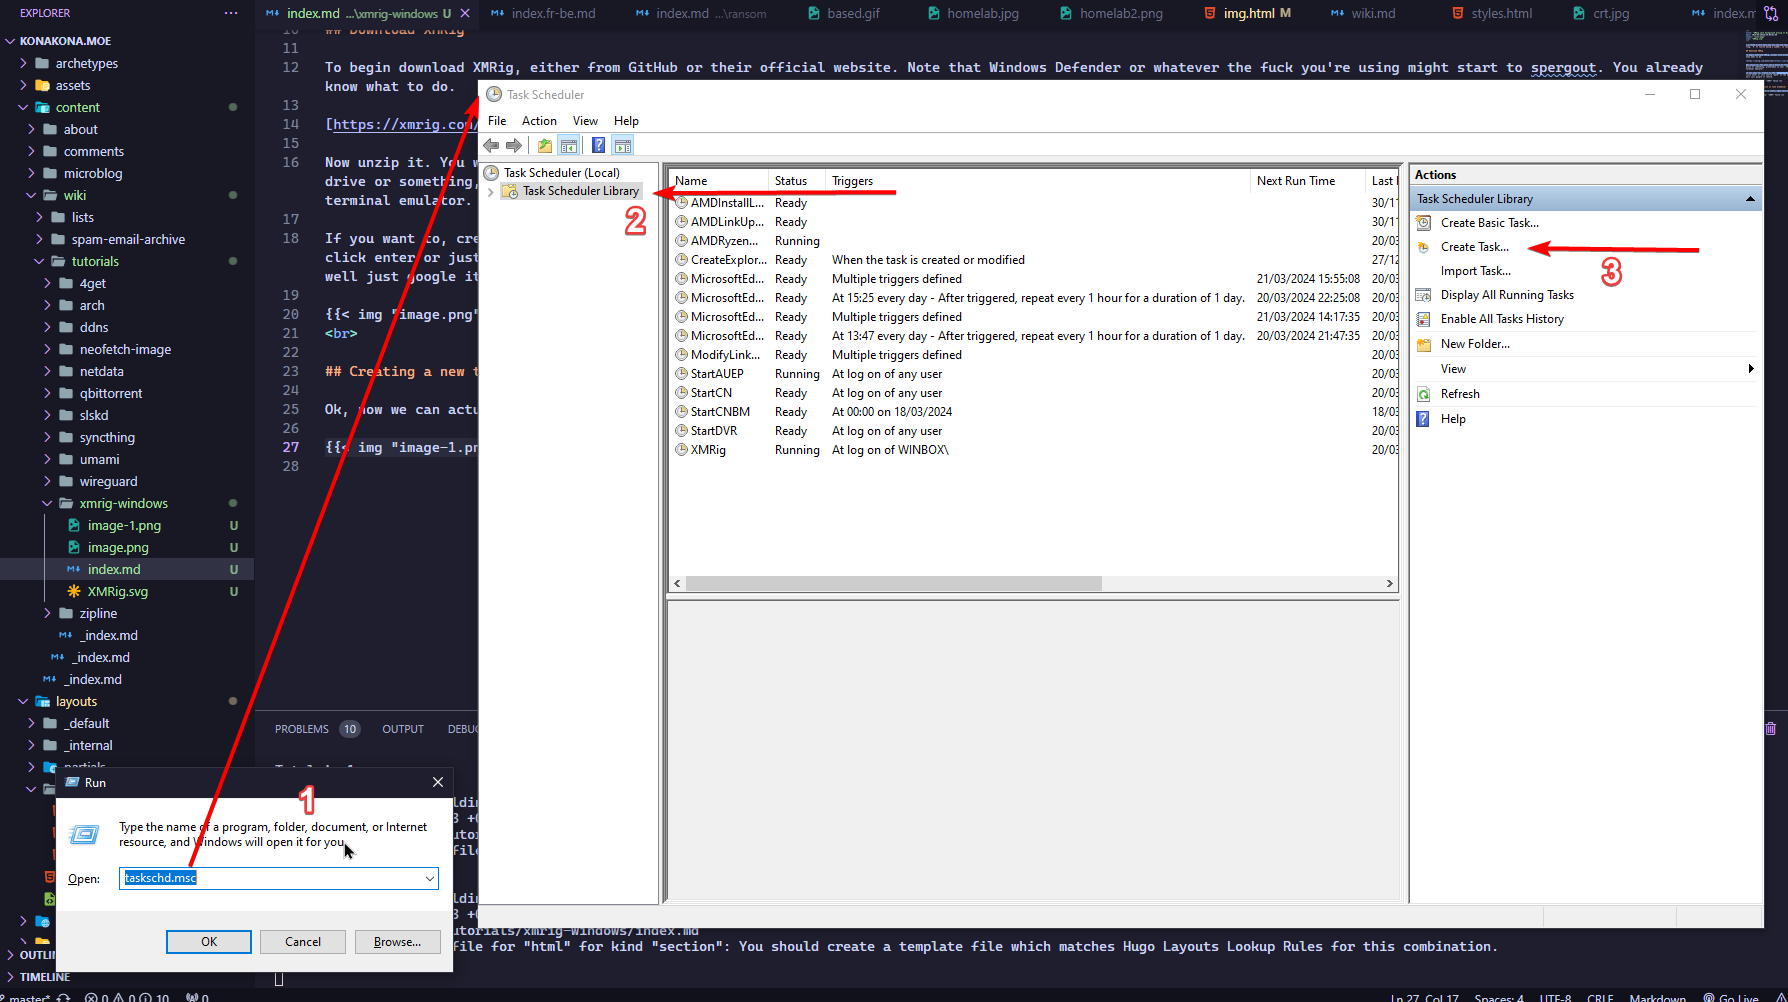 EXPLORER
KONAKONA.MOE
archetypes
assets
content
about
comments
microblog
wiki
lists
spam-email-archive
tutorials
4get
arch
ddns
neofetch-image
netdata
qbittorrent
slskd
syncthing
umami
wireguard
xmrig-windows
image-1.png U
image.png U
index.md U
XMRig.svg U
zipline
_index.md
_index.md
_index.md
layouts
_default
_internal
partials
OUTLIN
TIMELINE
index.md ...\xmrig-windows U
index.fr-be.md
index.md ...\ransom
based.gif
homelab.jpg
homelab2.png
img.html M
wiki.md
styles.html
crt.jpg
index.m
10 ## Download XMRig
11
12 To begin download XMRig, either from GitHub or their official website. Note that Windows Defender or whatever the fuck you're using might start to spergout. You already
know what to do.
13
14 [https://xmrig.com/
15
16 Now unzip it. You w
drive or something,
terminal emulator.
17
18 If you want to, cre
click enter or just
well just google it
19
20 {{< img "image.png"
21 <br>
22
23 ## Creating a new t
24
25 Ok, now we can actu
26
27 {{< img "image-1.pn
28
PROBLEMS 10 OUTPUT DEBU
Task Scheduler
File Action View Help
Task Scheduler (Local)
Task Scheduler Library
2
Name Status Triggers Next Run Time Last
AMDInstallL... Ready 30/11
AMDLinkUp... Ready 30/11
AMDRyzen... Running 20/03
CreateExplor... Ready When the task is created or modified 27/12
MicrosoftEd... Ready Multiple triggers defined 21/03/2024 15:55:08 20/03
MicrosoftEd... Ready At 15:25 every day - After triggered, repeat every 1 hour for a duration of 1 day. 20/03/2024 22:25:08 20/03
MicrosoftEd... Ready Multiple triggers defined 21/03/2024 14:17:35 20/03
MicrosoftEd... Ready At 13:47 every day - After triggered, repeat every 1 hour for a duration of 1 day. 20/03/2024 21:47:35 20/03
ModifyLink... Ready Multiple triggers defined 20/03
StartAUEP Running At log on of any user 20/03
StartCN Ready At log on of any user 20/03
StartCNBM Ready At 00:00 on 18/03/2024 18/03
StartDVR Ready At log on of any user 20/03
XMRig Running At log on of WINBOX\ 20/03
Actions
Task Scheduler Library
Create Basic Task...
Create Task...
3
Import Task...
Display All Running Tasks
Enable All Tasks History
New Folder...
View
Refresh
Help
Run
1
Type the name of a program, folder, document, or Internet
resource, and Windows will open it for you.
Open: taskschd.msc
OK Cancel Browse...
utorials/xmrig-windows/index.md
file for "html" for kind "section": You should create a template file which matches Hugo Layouts Lookup Rules for this combination.
master* 0 0 10 0
Ln 27, Col 17 Spaces: 4 UTF-8 CRLF Markdown Go Live